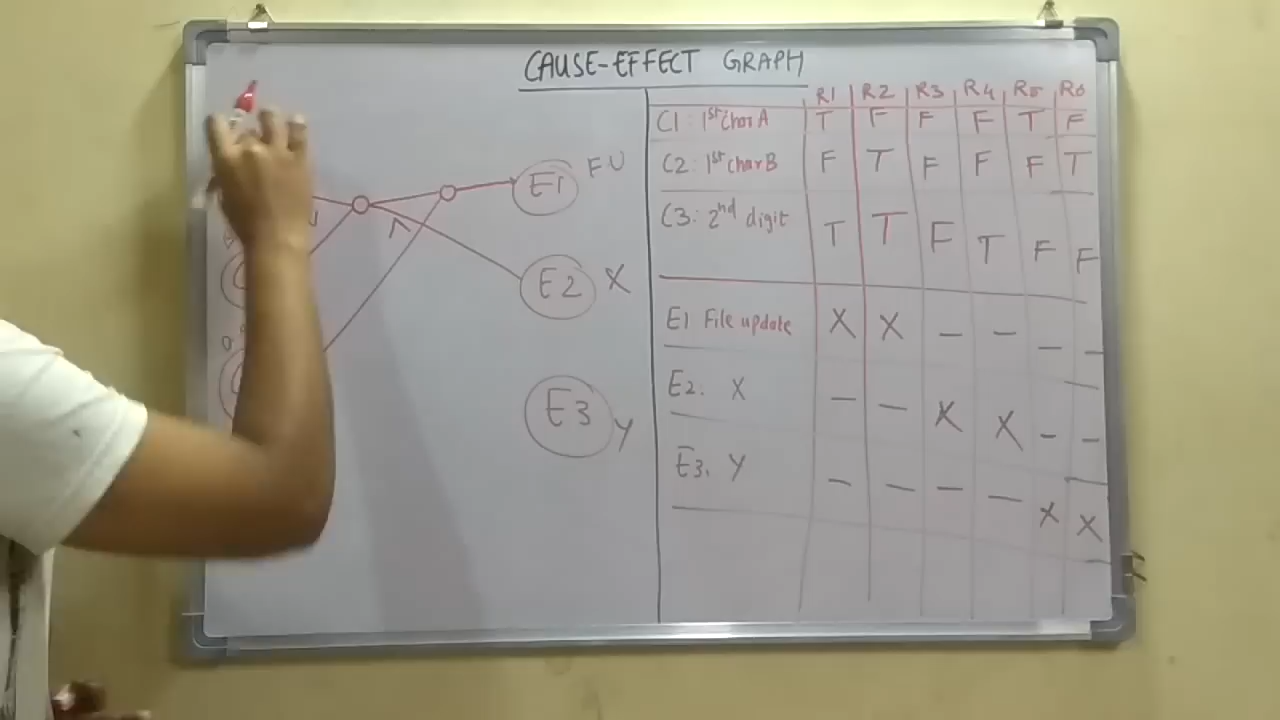 CAUSE-EFFECT GRAPH
E1 FU
V
Λ
E2 X
E3 Y
R1 R2 R3 R4 R5 R6
C1: 1st char A T F F F T F
C2: 1st char B F T F F F T
C3: 2nd digit T T F T F F
E1 File update X X – – – –
E2. X – – X X – –
E3. Y – – – – X X